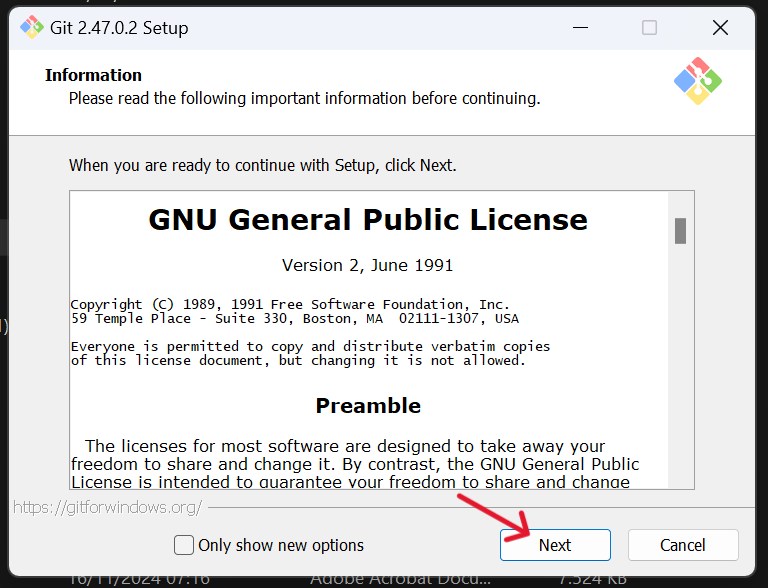 Git 2.47.0.2 Setup
Information
Please read the following important information before continuing.
When you are ready to continue with Setup, click Next.
GNU General Public License
Version 2, June 1991
Copyright (C) 1989, 1991 Free Software Foundation, Inc.
59 Temple Place - Suite 330, Boston, MA  02111-1307, USA
Everyone is permitted to copy and distribute verbatim copies
of this license document, but changing it is not allowed.
Preamble
The licenses for most software are designed to take away your
freedom to share and change it. By contrast, the GNU General Public
License is intended to guarantee your freedom to share and change
https://gitforwindows.org/
Only show new options
Next
Cancel
16/11/2024 07:16 Adobe Acrobat Docu... 7.524 KB